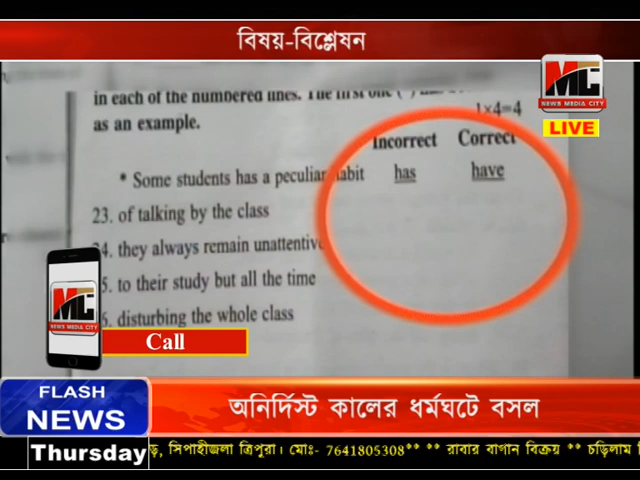 বিষয়-বিশ্লেষন
MC
NEWS MEDIA CITY
LIVE
in each of the numbered lines. The first one
as an example.
1×4=4
Incorrect Correct
* Some students has a peculiar habit has have
23. of talking by the class
24. they always remain unattentive
25. to their study but all the time
26. disturbing the whole class
MC
NEWS MEDIA CITY
Call
FLASH
NEWS
অনির্দিস্ট কালের ধর্মঘটে বসল
Thursday
সিপাহীজলা ত্রিপুরা। মোঃ- 7641805308** ** রাবার বাগান বিক্রয় ** চড়িলাম